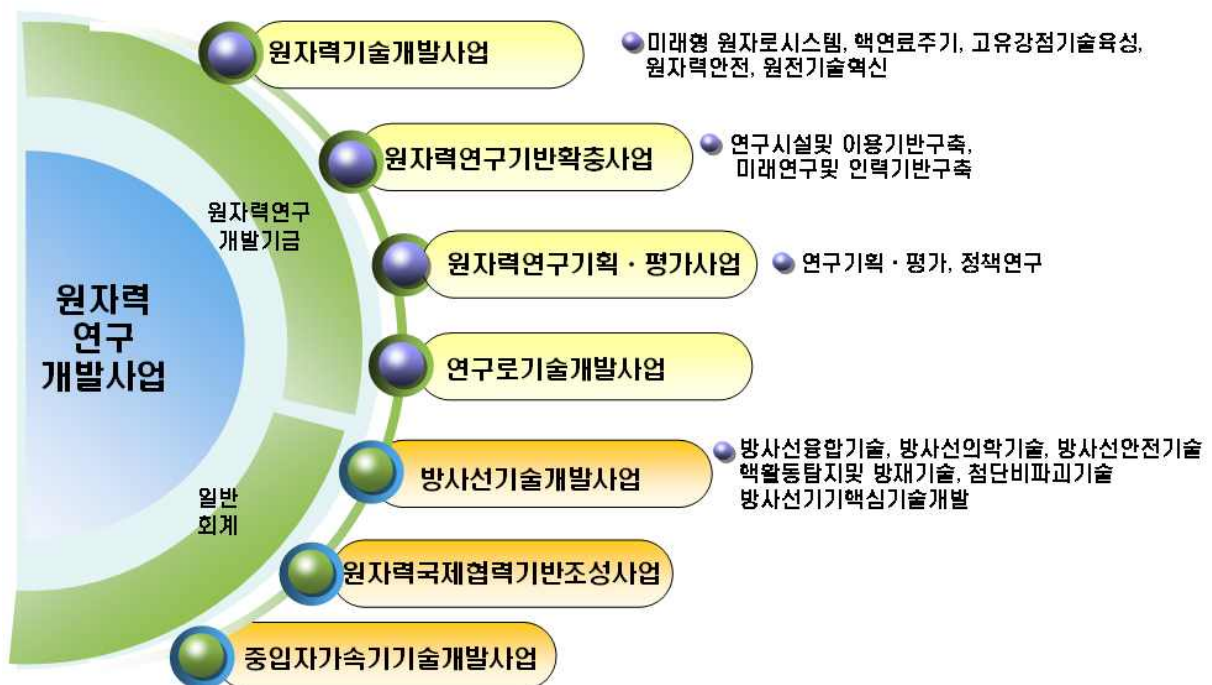 원자력
연구
개발사업
원자력연구
개발기금
일반
회계
원자력기술개발사업
미래형 원자로시스템, 핵연료주기, 고유강점기술육성,
원자력안전, 원전기술혁신
원자력연구기반확충사업
연구시설및 이용기반구축,
미래연구및 인력기반구축
원자력연구기획·평가사업
연구기획·평가, 정책연구
연구로기술개발사업
방사선기술개발사업
방사선융합기술, 방사선의학기술, 방사선안전기술
핵활동탐지및 방재기술, 첨단비파괴기술
방사선기기핵심기술개발
원자력국제협력기반조성사업
중입자가속기기술개발사업